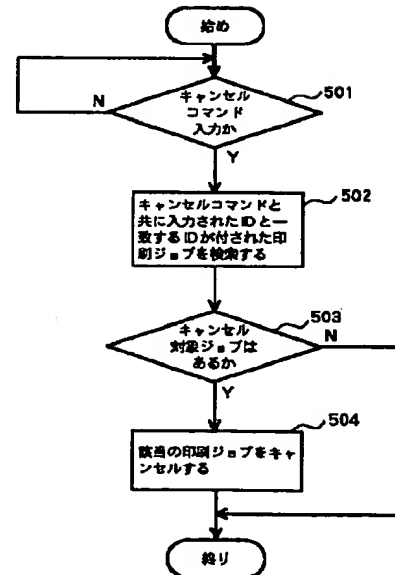 始め
キャンセル
コマンド
入力か
501
N
Y
キャンセルコマンドと
共に入力されたIDと一
致するIDが付された印
刷ジョブを検索する
502
キャンセル
対象ジョブは
あるか
503
N
Y
該当の印刷ジョブをキャ
ンセルする
504
終り